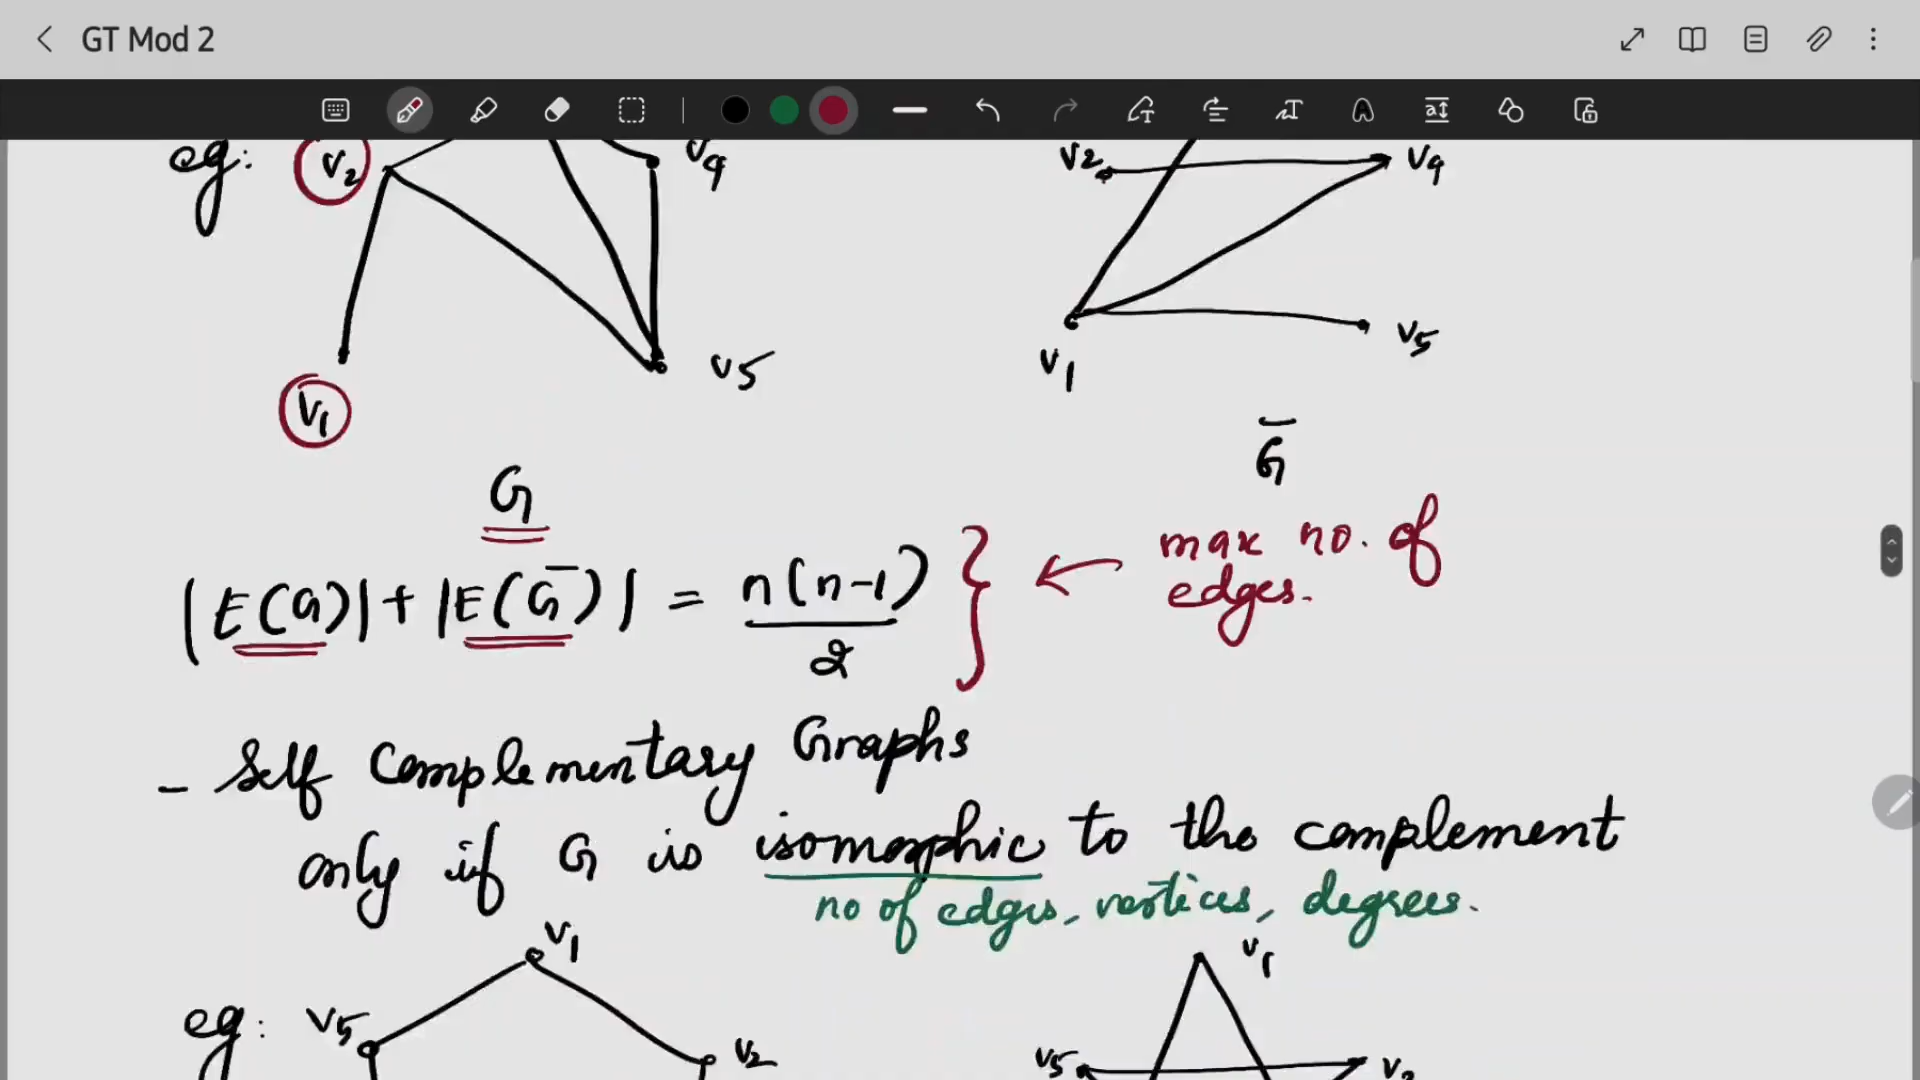 GT Mod 2
eg: V2 V4 V2 V4
V5 V5
V1 V1
G̅
G
|E(G)| + |E(G̅)| = n(n-1)/2 } ← max no. of edges.
- Self Complementary Graphs
only if G is isomorphic to the complement
no of edges, vertices, degrees.
V1 V1
eg: V5 V2 V5 V2